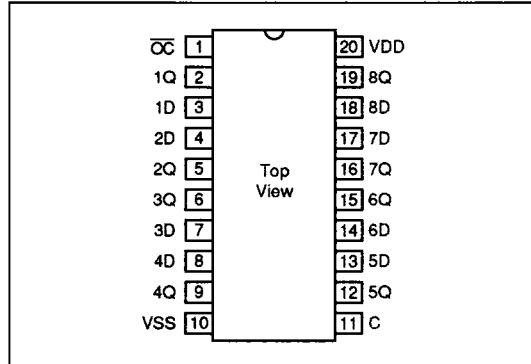 O̅C̅ 1 20 VDD
1Q 2 19 8Q
1D 3 18 8D
2D 4 17 7D
2Q 5 16 7Q
3Q 6 15 6Q
3D 7 14 6D
4D 8 13 5D
4Q 9 12 5Q
VSS 10 11 C
Top
View